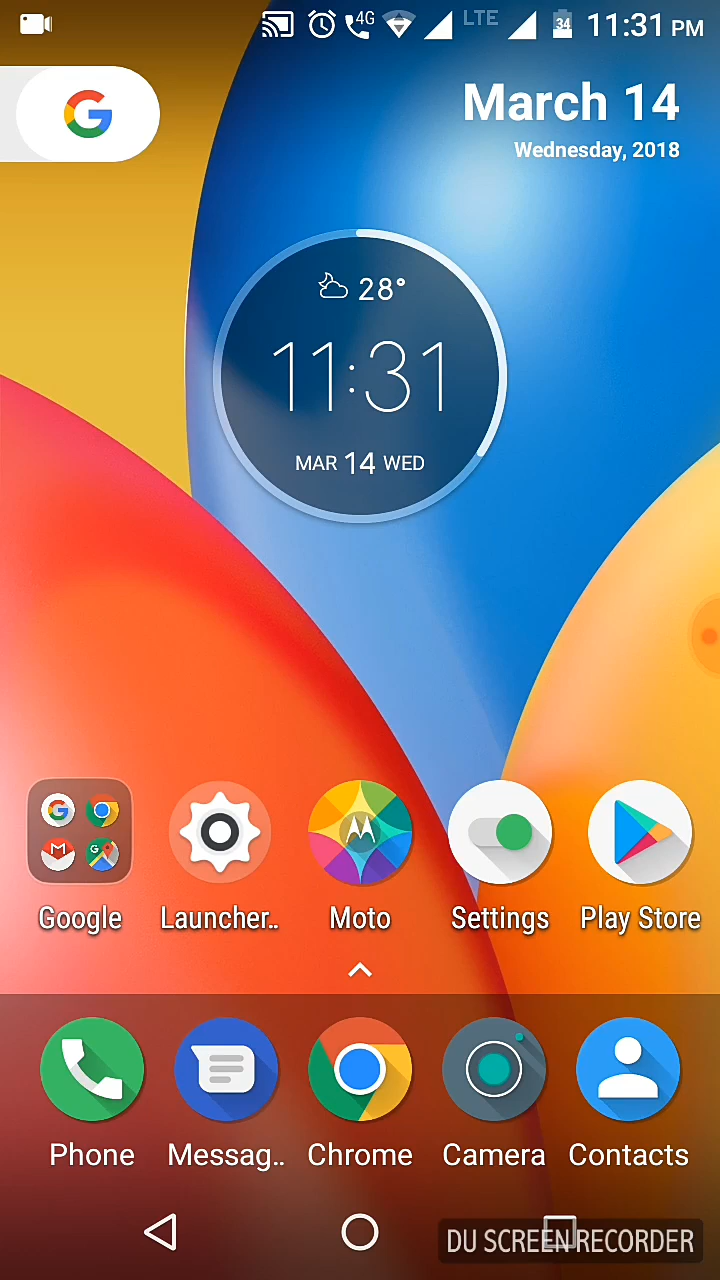 4G LTE 34 11:31 PM
G
March 14
Wednesday, 2018
28°
11:31
MAR 14 WED
Google Launcher.. Moto Settings Play Store
Phone Messag.. Chrome Camera Contacts
DU SCREEN RECORDER